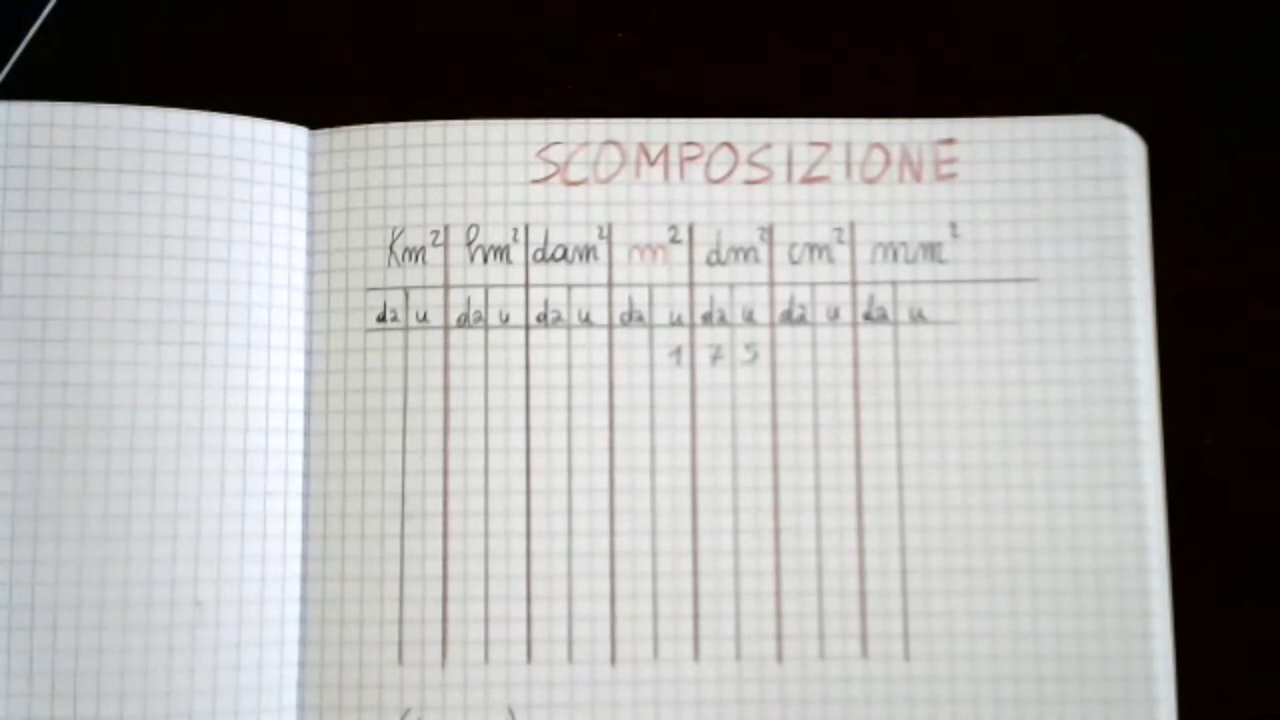 SCOMPOSIZIONE
Km² hm² dam² m² dm² cm² mm²
da u da u da u da u da u da u da u
1 7 5